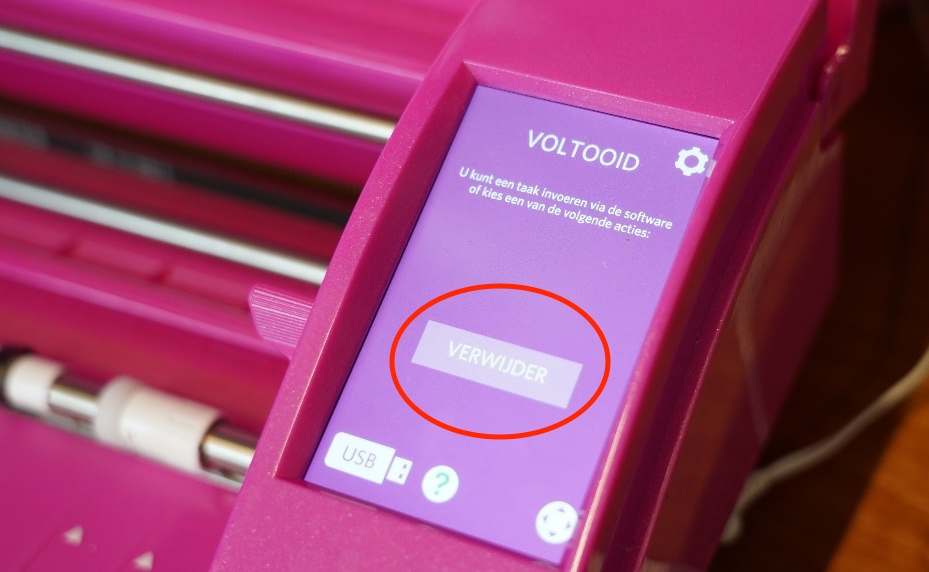 VOLTOOID
U kunt een taak invoeren via de software
of kies een van de volgende acties:
VERWIJDER
USB
?